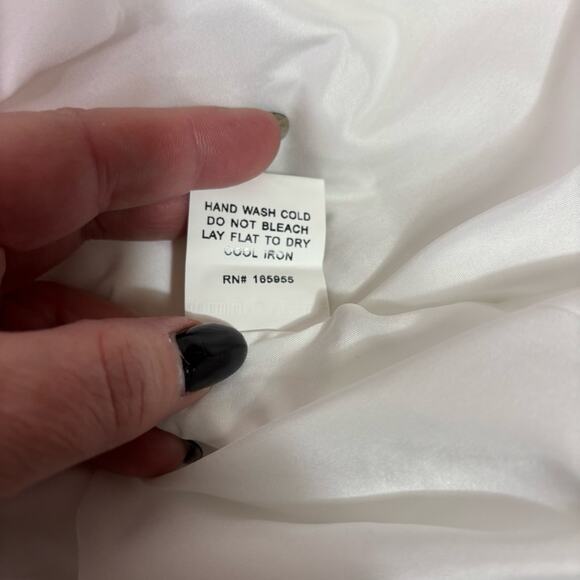 HAND WASH COLD
DO NOT BLEACH
LAY FLAT TO DRY
COOL IRON
RN# 165955